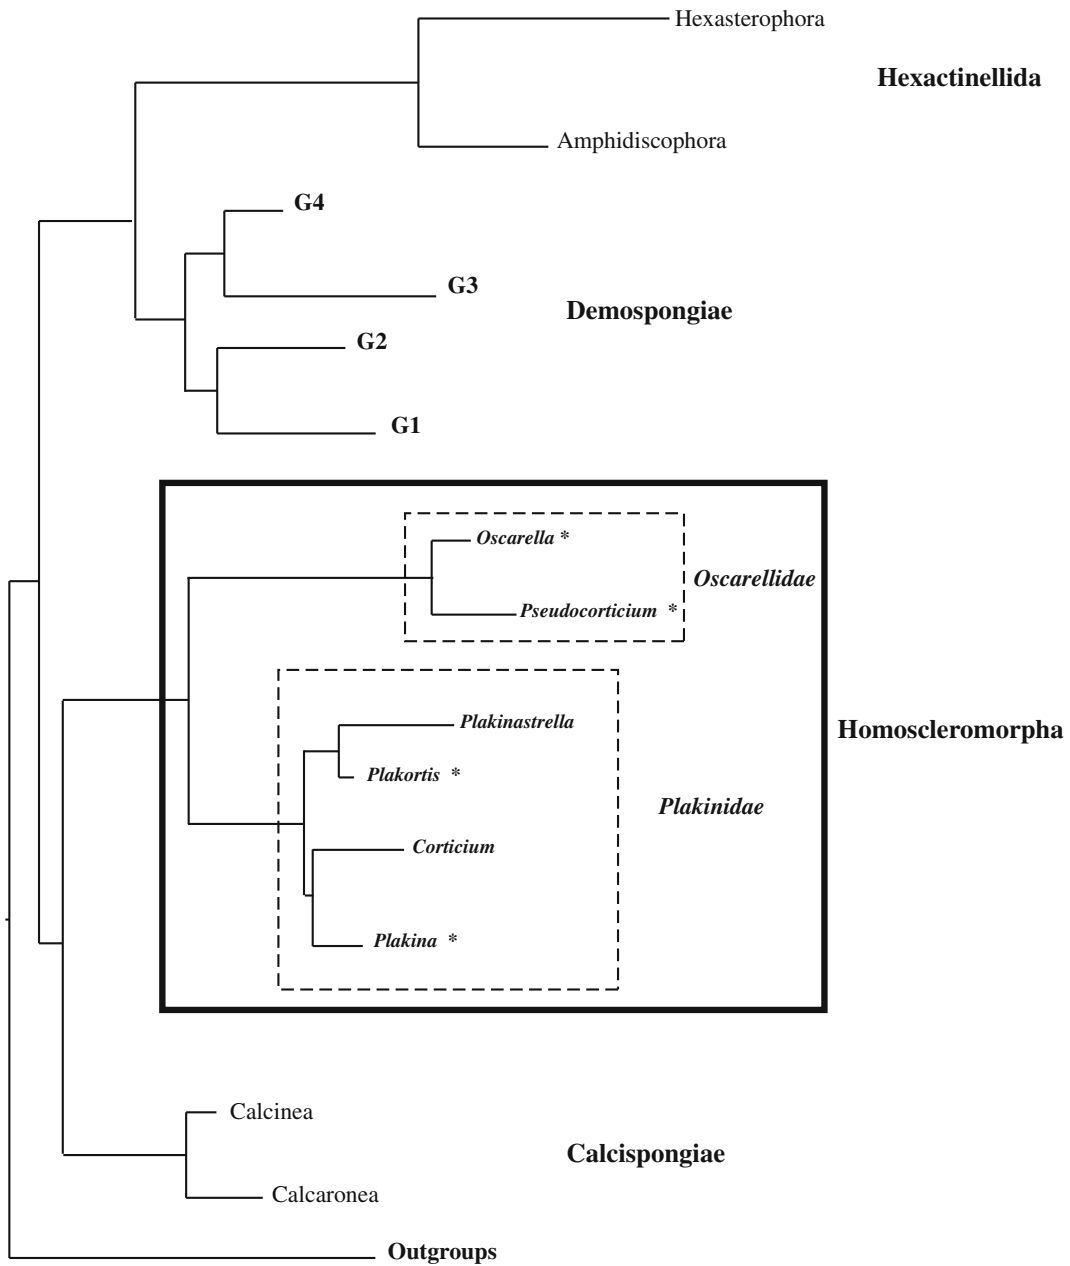 Hexasterophora
Hexactinellida
Amphidiscophora
G4
G3
Demospongiae
G2
G1
Oscarella *
Oscarellidae
Pseudocorticium *
Plakinastrella
Homoscleromorpha
Plakortis *
Plakinidae
Corticium
Plakina *
Calcinea
Calcispongiae
Calcaronea
Outgroups